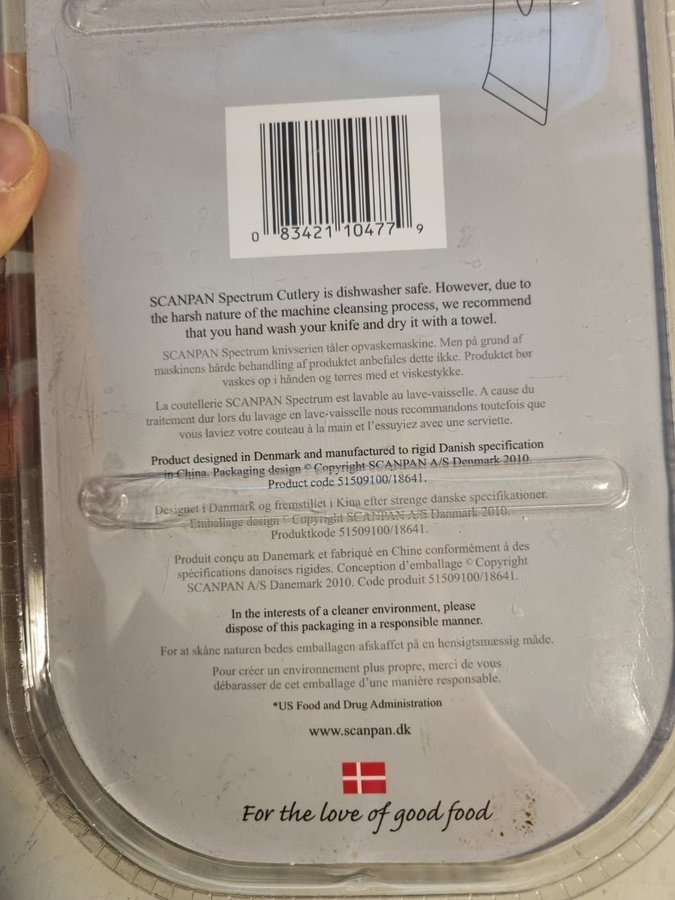 0 83421 10477 9
SCANPAN Spectrum Cutlery is dishwasher safe. However, due to
the harsh nature of the machine cleansing process, we recommend
that you hand wash your knife and dry it with a towel.
SCANPAN Spectrum knivserien tåler opvaskemaskine. Men på grund af
maskinens hårde behandling af produktet anbefales dette ikke. Produktet bør
vaskes op i hånden og tørres med et viskestykke.
La coutellerie SCANPAN Spectrum est lavable au lave-vaisselle. A cause du
traitement dur lors du lavage en lave-vaisselle nous recommandons toutefois que
vous laviez votre couteau à la main et l'essuyiez avec une serviette.
Product designed in Denmark and manufactured to rigid Danish specification
in China. Packaging design © Copyright SCANPAN A/S Denmark 2010.
Product code 51509100/18641.
Designet i Danmark og fremstillet i Kina efter strenge danske specifikationer.
Emballage design © Copyright SCANPAN A/S Danmark 2010.
Produktkode 51509100/18641.
Produit conçu au Danemark et fabriqué en Chine conformément à des
spécifications danoises rigides. Conception d'emballage © Copyright
SCANPAN A/S Danemark 2010. Code produit 51509100/18641.
In the interests of a cleaner environment, please
dispose of this packaging in a responsible manner.
For at skåne naturen bedes emballagen afskaffet på en hensigtsmæssig måde.
Pour créer un environnement plus propre, merci de vous
débarasser de cet emballage d'une manière responsable.
*US Food and Drug Administration
www.scanpan.dk
For the love of good food